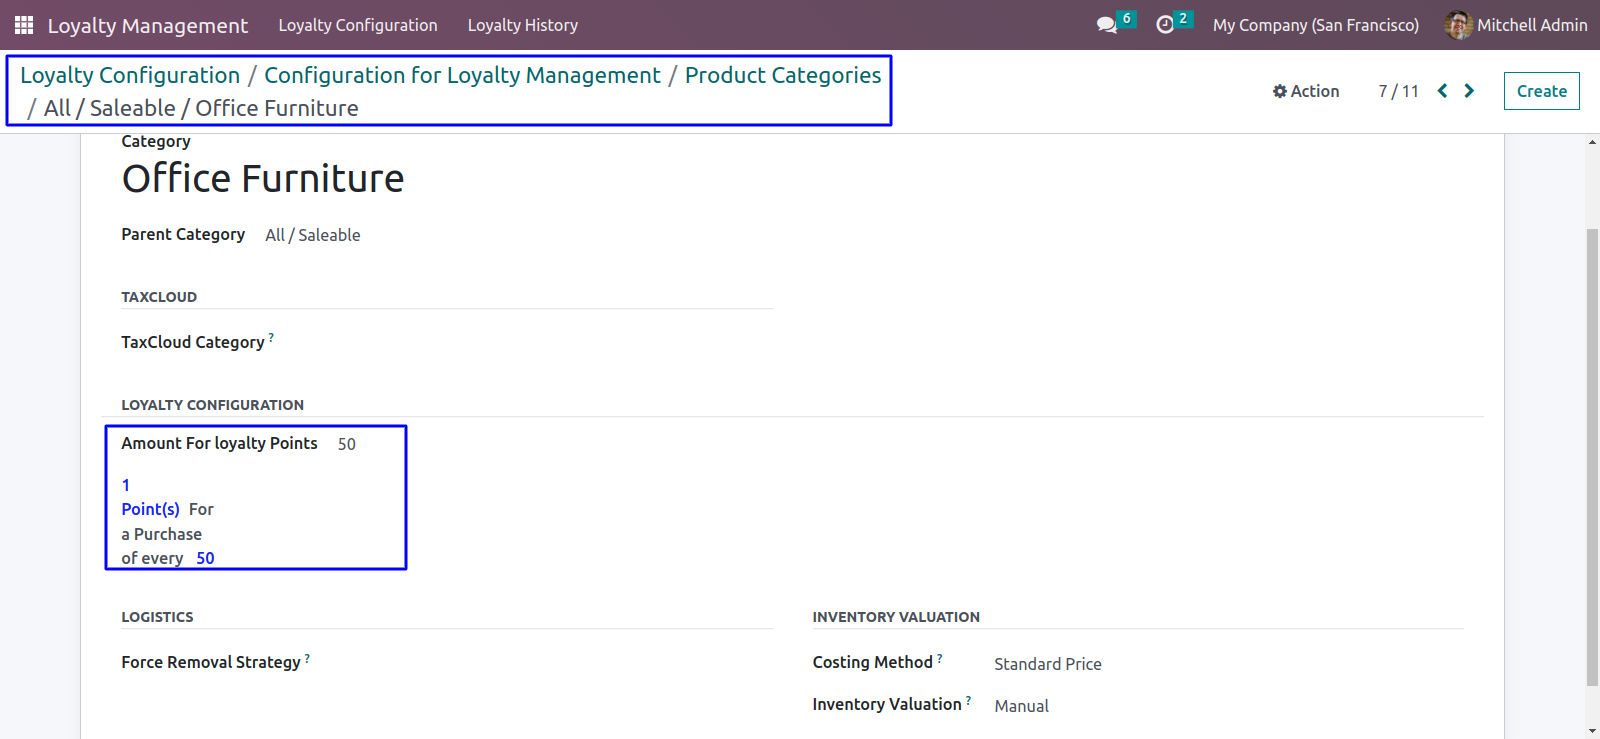 Loyalty Management Loyalty Configuration Loyalty History 6 2 My Company (San Francisco) Mitchell Admin
Loyalty Configuration / Configuration for Loyalty Management / Product Categories
/ All / Saleable / Office Furniture
Action 7 / 11 Create
Category
Office Furniture
Parent Category All / Saleable
TAXCLOUD
TaxCloud Category ?
LOYALTY CONFIGURATION
Amount For loyalty Points 50
1
Point(s) For
a Purchase
of every 50
LOGISTICS INVENTORY VALUATION
Force Removal Strategy ? Costing Method ? Standard Price
Inventory Valuation ? Manual